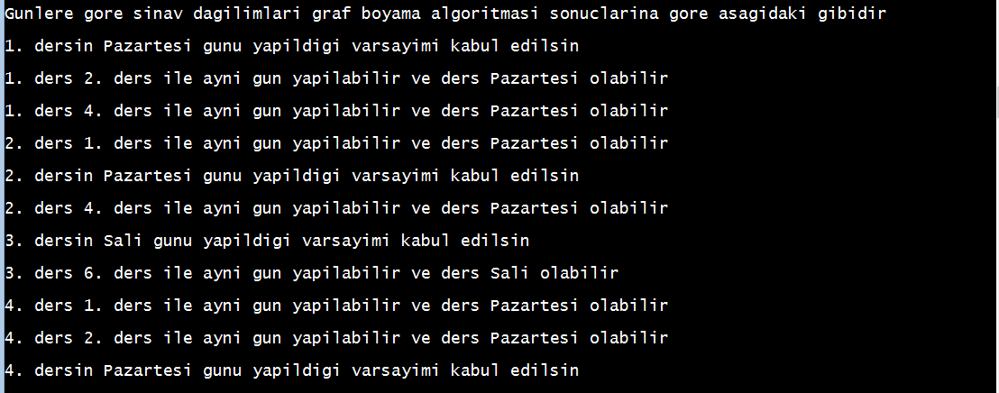 Gunlere gore sinav dagilimlari graf boyama algoritmasi sonuclarina gore asagidaki gibidir
1. dersin Pazartesi gunu yapildigi varsayimi kabul edilsin
1. ders 2. ders ile ayni gun yapilabilir ve ders Pazartesi olabilir
1. ders 4. ders ile ayni gun yapilabilir ve ders Pazartesi olabilir
2. ders 1. ders ile ayni gun yapilabilir ve ders Pazartesi olabilir
2. dersin Pazartesi gunu yapildigi varsayimi kabul edilsin
2. ders 4. ders ile ayni gun yapilabilir ve ders Pazartesi olabilir
3. dersin Sali gunu yapildigi varsayimi kabul edilsin
3. ders 6. ders ile ayni gun yapilabilir ve ders Sali olabilir
4. ders 1. ders ile ayni gun yapilabilir ve ders Pazartesi olabilir
4. ders 2. ders ile ayni gun yapilabilir ve ders Pazartesi olabilir
4. dersin Pazartesi gunu yapildigi varsayimi kabul edilsin